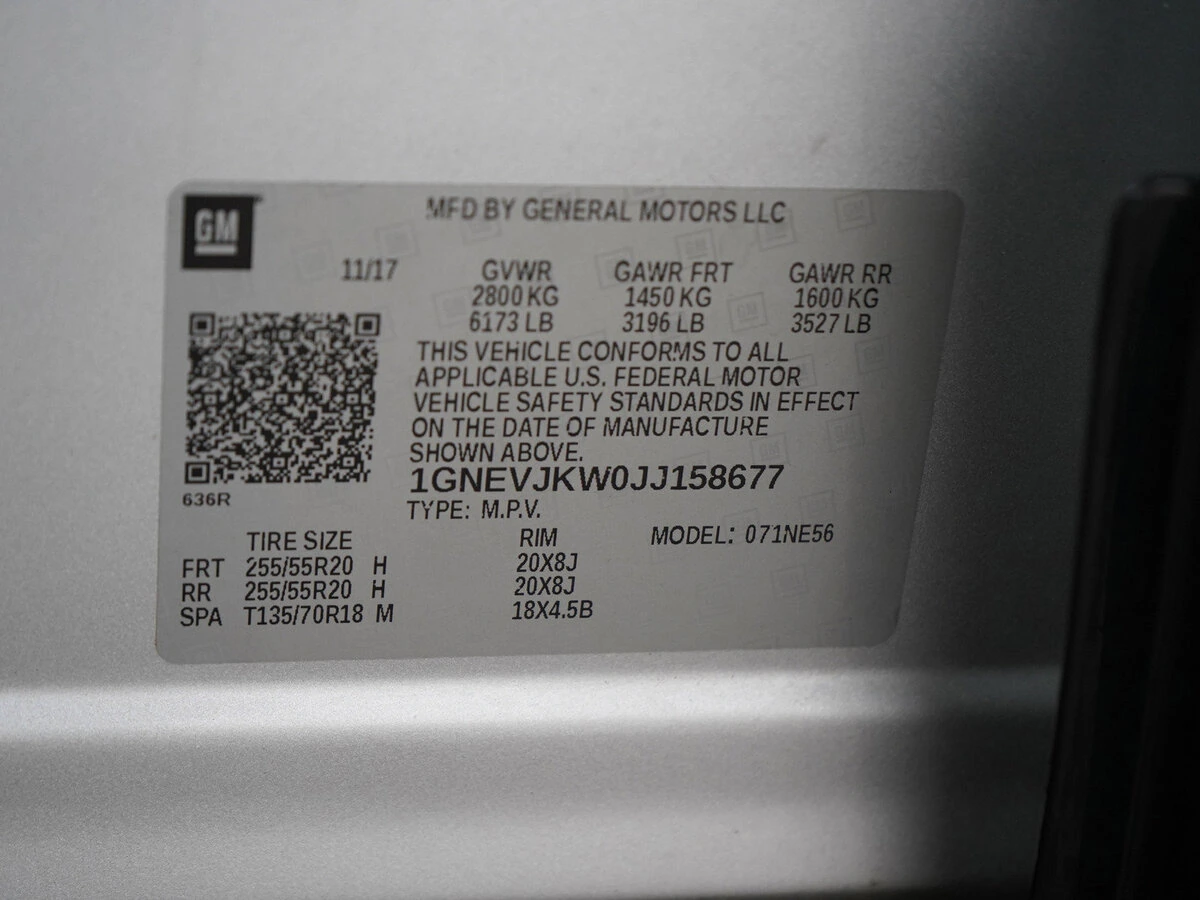 GM
MFD BY GENERAL MOTORS LLC
11/17 GVWR GAWR FRT GAWR RR
2800 KG 1450 KG 1600 KG
6173 LB 3196 LB 3527 LB
THIS VEHICLE CONFORMS TO ALL
APPLICABLE U.S. FEDERAL MOTOR
VEHICLE SAFETY STANDARDS IN EFFECT
ON THE DATE OF MANUFACTURE
SHOWN ABOVE.
1GNEVJKW0JJ158677
636R
TYPE: M.P.V.
TIRE SIZE RIM MODEL: 071NE56
FRT 255/55R20 H 20X8J
RR 255/55R20 H 20X8J
SPA T135/70R18 M 18X4.5B